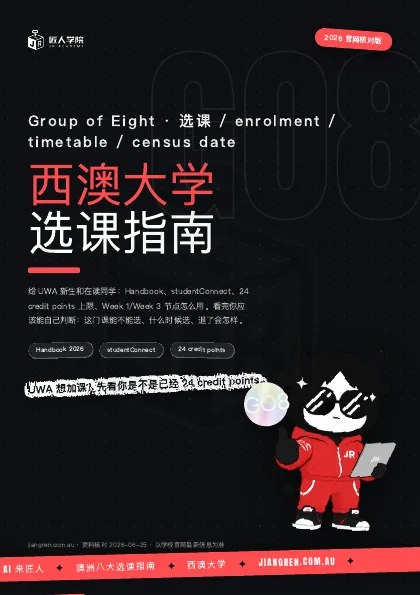 匠人学院
JR ACADEMY
2026 官网核对版
GO8
Group of Eight · 选课 / enrolment /
timetable / census date
西澳大学
选课指南
给 UWA 新生和在读同学：Handbook、studentConnect、24
credit points 上限、Week 1/Week 3 节点怎么用。看完你应
该能自己判断：这门课能不能选、什么时候选、退了会怎样。
Handbook 2026
studentConnect
24 credit points
UWA 想加课？先看你是不是已经 24 credit points。
GO8
JR
JR
jiangren.com.au · 资料核对 2026-06-25 · 以学校官网最新信息为准
AI 来匠人 ✦ 澳洲八大选课指南 ✦ 西澳大学 ✦ JIANGREN.COM.AU ✦